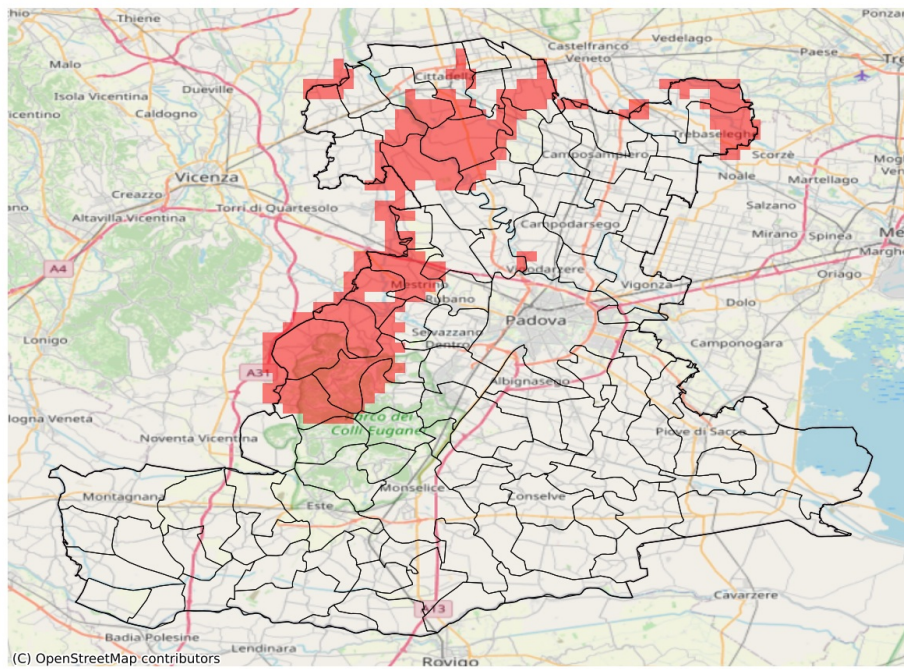 Thiene
Vedelago
Ponzan
Castelfranco
Veneto
Paese
Tre
Malo
Dueville
Cittadella
Isola Vicentina
icentino
Caldogno
Trebaseleghe
Camposampiero
Scorzè
Mog
Ven
Vicenza
Noale
Martellago
Creazzo
Salzano
Altavilla Vicentina
Torri di Quartesolo
Campodarsego
Mirano
Spinea
Me
Marghe
A4
Vigodarzere
Oriago
Mestrino
Vigonza
Rubano
Dolo
Padova
Lonigo
Selvazzano
Dentro
Camponogara
A31
Albignasego
logna Veneta
Parco dei
Colli Euganei
Noventa Vicentina
Piove di Sacco
Montagnana
Monselice
Este
Conselve
A13
Cavarzere
Badia Polesine
Lendinara
Rovigo
(C) OpenStreetMap contributors